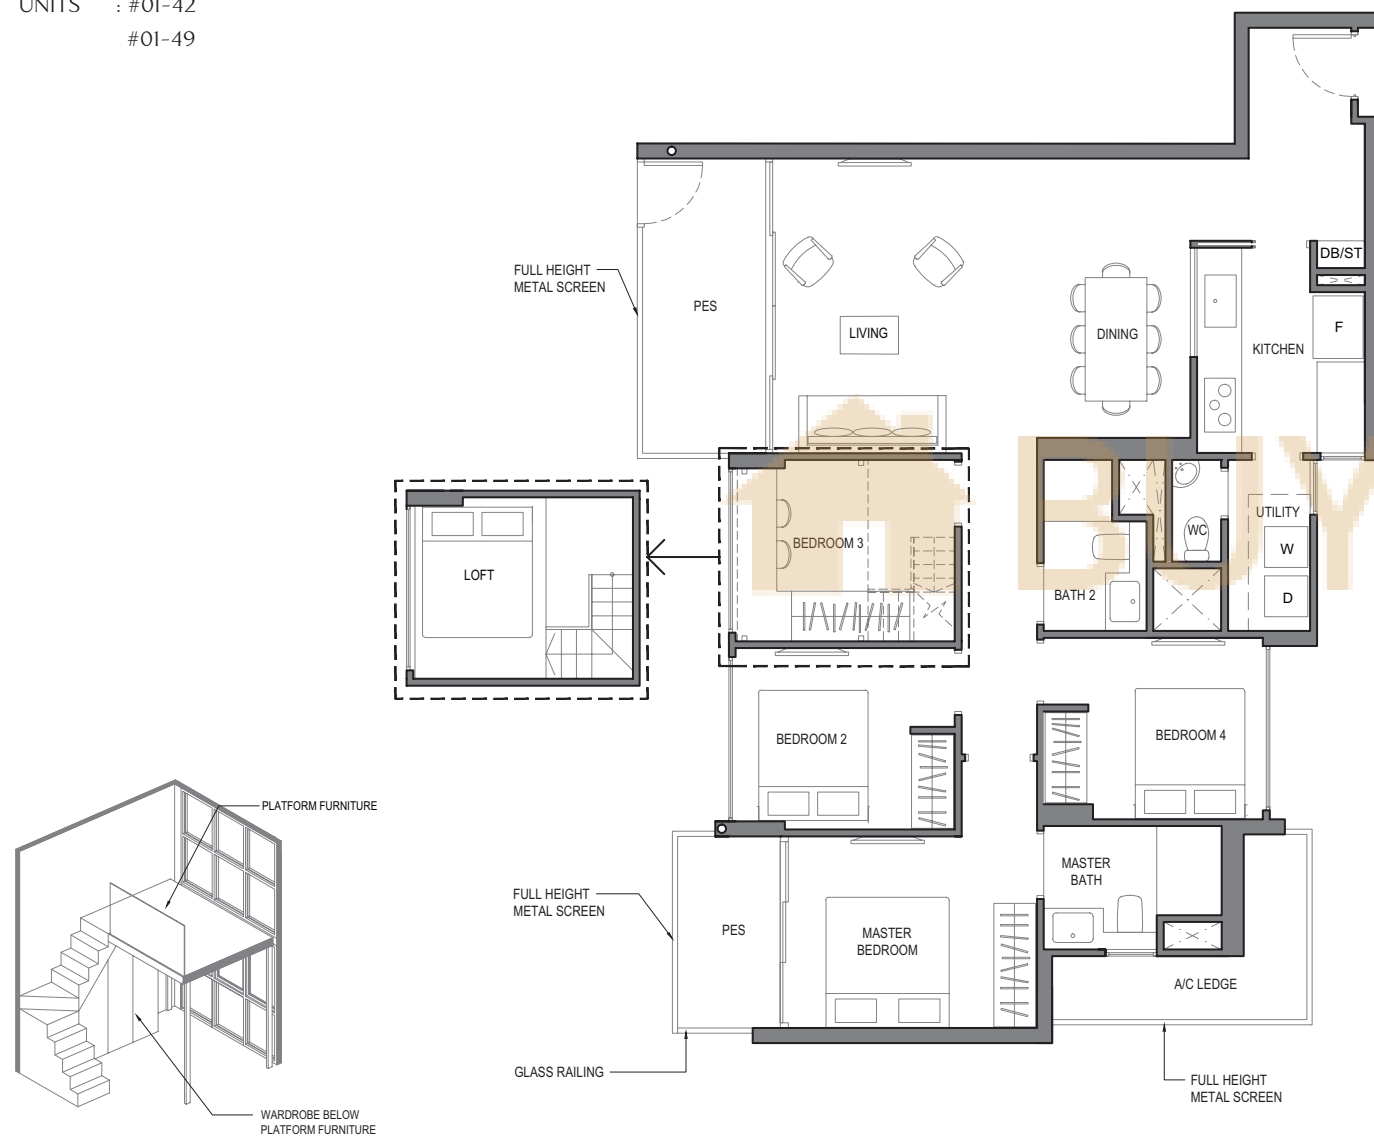 UNITS : #01-42
#01-49
DB/ST
FULL HEIGHT
METAL SCREEN
PES
LIVING
DINING
KITCHEN
F
BUY
LOFT
BEDROOM 3
WC
UTILITY
W
D
BATH 2
BEDROOM 2
BEDROOM 4
PLATFORM FURNITURE
FULL HEIGHT
METAL SCREEN
PES
MASTER
BEDROOM
MASTER
BATH
A/C LEDGE
GLASS RAILING
FULL HEIGHT
METAL SCREEN
WARDROBE BELOW
PLATFORM FURNITURE